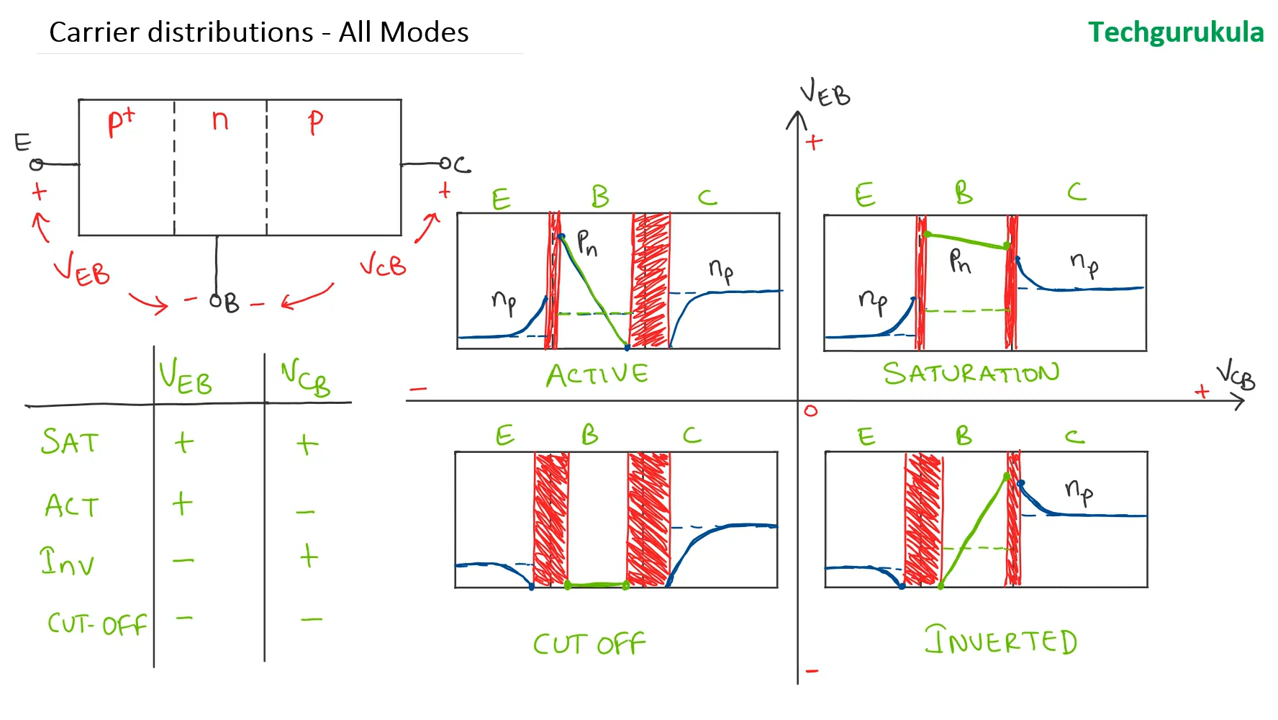 Carrier distributions - All Modes
Techgurukula
p+ n p
E
C
+
+
VEB
VCB
- B -
VEB VCB
SAT + +
ACT + -
Inv - +
CUT-OFF - -
VEB
+
E B C
Pn
np
np
ACTIVE
E B C
Pn
np
np
SATURATION
-
+
VCB
0
E B C
CUT OFF
E B C
np
INVERTED
-